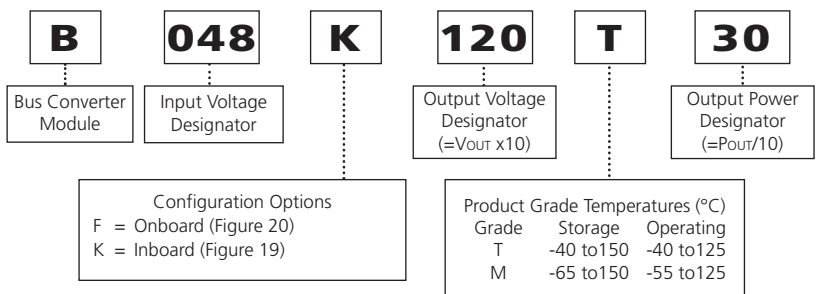 B 048 K 120 T 30
Bus Converter
Module
Input Voltage
Designator
Output Voltage
Designator
(=VOUT x10)
Output Power
Designator
(=POUT/10)
Configuration Options
F = Onboard (Figure 20)
K = Inboard (Figure 19)
Product Grade Temperatures (°C)
Grade Storage Operating
T -40 to150 -40 to125
M -65 to150 -55 to125